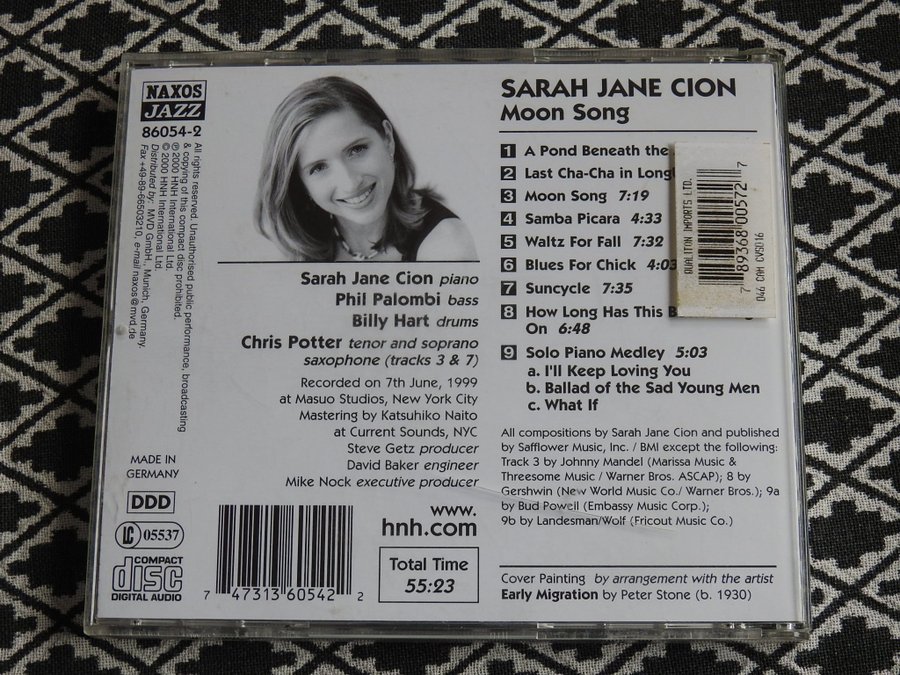 NAXOS
JAZZ
86054-2
All rights reserved. Unauthorised public performance, broadcasting
& copying of this compact disc prohibited.
℗ 2000 HNH International Ltd.
© 2000 HNH International Ltd.
Distributed by: MVD GmbH., Munich, Germany.
Fax +49-89-66503210, e-mail naxos@mvd.de
MADE IN
GERMANY
DDD
LC 05537
COMPACT
disc
DIGITAL AUDIO
Sarah Jane Cion piano
Phil Palombi bass
Billy Hart drums
Chris Potter tenor and soprano
saxophone (tracks 3 & 7)
Recorded on 7th June, 1999
at Masuo Studios, New York City
Mastering by Katsuhiko Naito
at Current Sounds, NYC
Steve Getz producer
David Baker engineer
Mike Nock executive producer
www.
hnh.com
7 47313 60542 2
Total Time
55:23
SARAH JANE CION
Moon Song
1 A Pond Beneath the
2 Last Cha-Cha in
3 Moon Song 7:19
4 Samba Picara 4:33
5 Waltz For Fall 7:32
6 Blues For Chick 4:03
7 Suncycle 7:35
8 How Long Has This
On 6:48
9 Solo Piano Medley 5:03
a. I'll Keep Loving You
b. Ballad of the Sad Young Men
c. What If
All compositions by Sarah Jane Cion and published
by Safflower Music, Inc. / BMI except the following:
Track 3 by Johnny Mandel (Marissa Music &
Threesome Music / Warner Bros. ASCAP); 8 by
Gershwin (New World Music Co./ Warner Bros.); 9a
by Bud Powell (Embassy Music Corp.);
9b by Landesman/Wolf (Fricout Music Co.)
Cover Painting by arrangement with the artist
Early Migration by Peter Stone (b. 1930)
QUALITON IMPORTS LTD.
7 89368 00572 7
D46 CAM CVS016